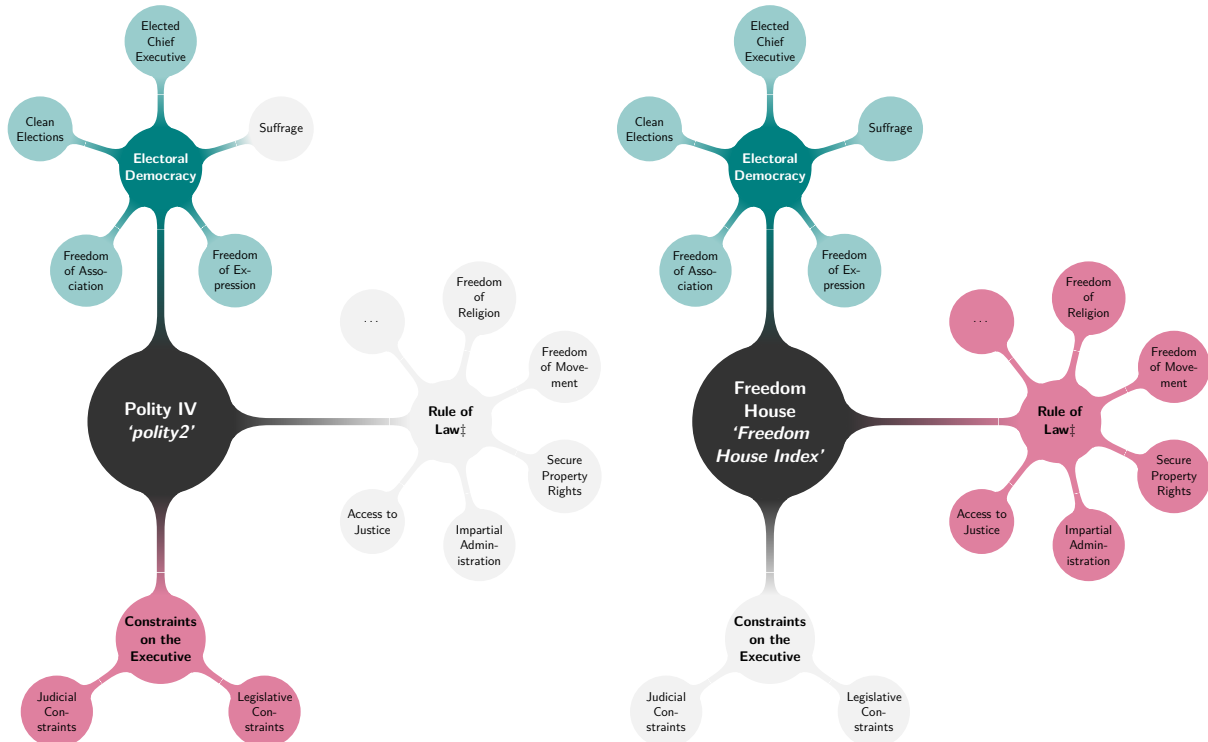 Elected
Chief
Executive
Clean
Elections
Suffrage
Electoral
Democracy
Freedom
of Asso-
ciation
Freedom
of Ex-
pression
Polity IV
‘polity2’
. . .
Freedom
of
Religion
Freedom
of Move-
ment
Rule of
Law‡
Secure
Property
Rights
Access to
Justice
Impartial
Admin-
istration
Constraints
on the
Executive
Judicial
Con-
straints
Legislative
Con-
straints
Elected
Chief
Executive
Clean
Elections
Suffrage
Electoral
Democracy
Freedom
of Asso-
ciation
Freedom
of Ex-
pression
Freedom
House
‘Freedom
House Index’
. . .
Freedom
of
Religion
Freedom
of Move-
ment
Rule of
Law‡
Secure
Property
Rights
Access to
Justice
Impartial
Admin-
istration
Constraints
on the
Executive
Judicial
Con-
straints
Legislative
Con-
straints